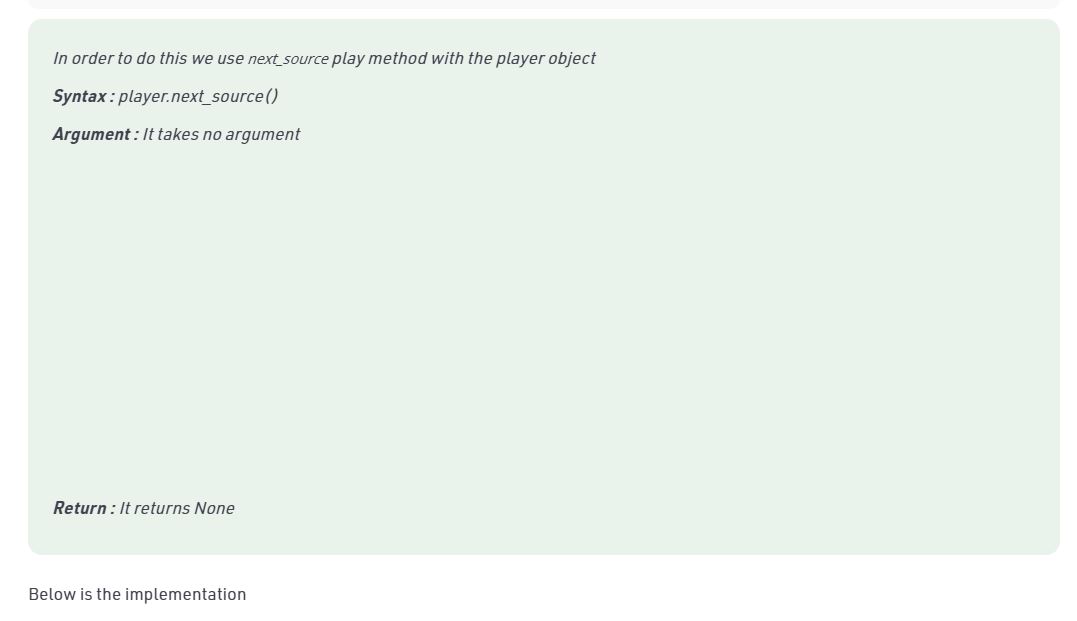 In order to do this we use next_source play method with the player object
Syntax : player.next_source()
Argument : It takes no argument
Return : It returns None
Below is the implementation